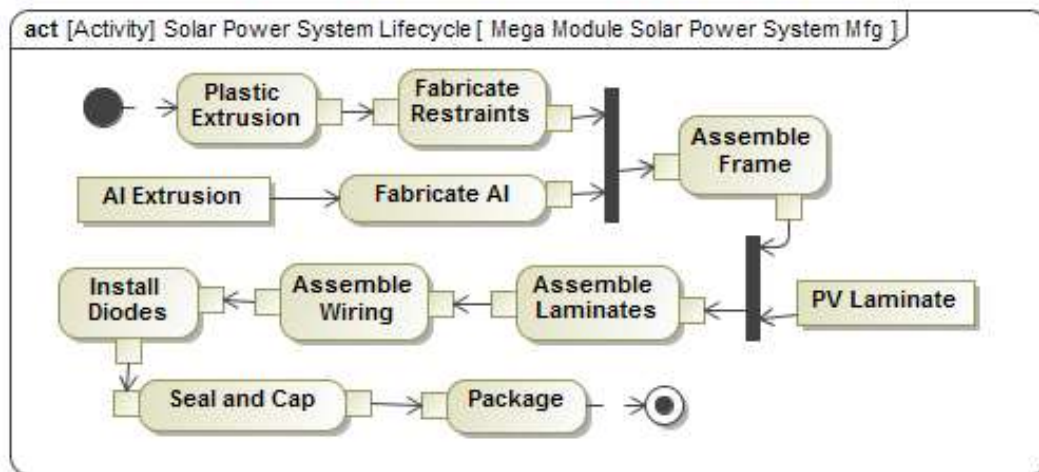 act [Activity] Solar Power System Lifecycle [ Mega Module Solar Power System Mfg ]
Plastic
Extrusion
Fabricate
Restraints
Assemble
Frame
Al Extrusion
Fabricate Al
Install
Diodes
Assemble
Wiring
Assemble
Laminates
PV Laminate
Seal and Cap
Package